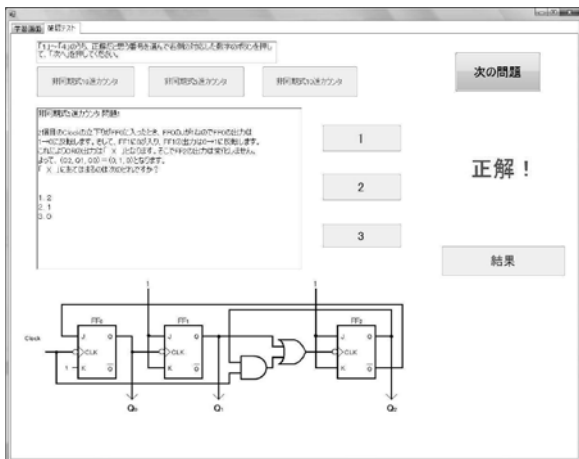 学習画面 確認テスト
「1」～「4」のうち、正解だと思う番号を選んで右側の対応した数字のボタンを押し
て、「次へ」を押してください。
非同期式10進カウンタ 非同期式5進カウンタ 非同期式12進カウンタ
次の問題
非同期式5進カウンタ 問題1
2個目のClockの立下りがFF0に入ったとき、FF0のJが1なのでFF0の出力は
1→0に反転します。そして、FF1に0が入り、FF1の出力は0→1に反転します。
これによりORの出力は「 X 」となります。そこでFF2の出力は変化しません。
よって、(Q2, Q1, Q0) = (0, 1, 0)となります。
「 X 」にあてはまるのは次のどれですか？
1. 2
2. 1
3. 0
1
2
3
正解！
結果
1 1
FF₀ FF₁ FF₂
J Q J Q J Q
Clock
CLK CLK CLK
1 K Q̅ K Q̅ K Q̅
Q₀ Q₁ Q₂